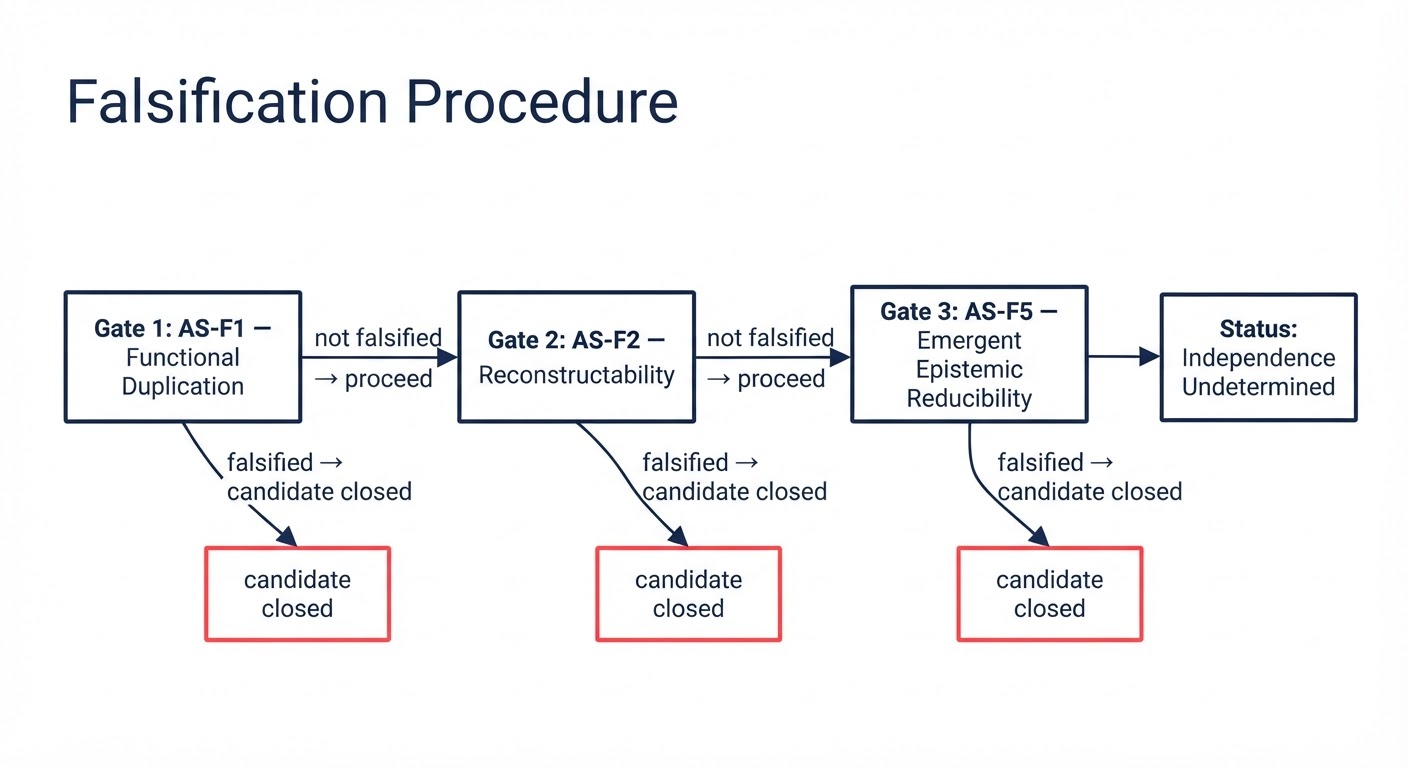 Falsification Procedure
Gate 1: AS-F1 —
Functional
Duplication
not falsified
→ proceed
Gate 2: AS-F2 —
Reconstructability
not falsified
→ proceed
Gate 3: AS-F5 —
Emergent
Epistemic
Reducibility
Status:
Independence
Undetermined
falsified →
candidate closed
falsified →
candidate closed
falsified →
candidate closed
candidate
closed
candidate
closed
candidate
closed